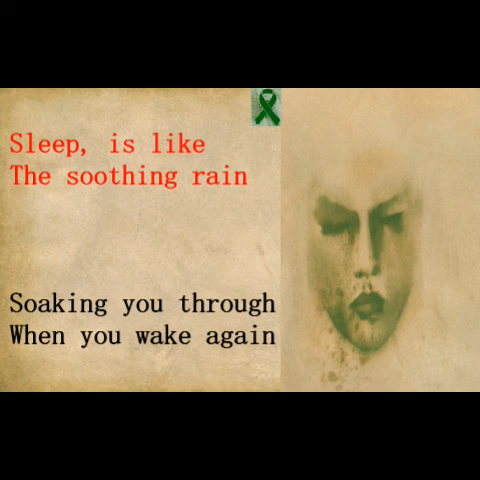 Sleep, is like
The soothing rain
Soaking you through
When you wake again